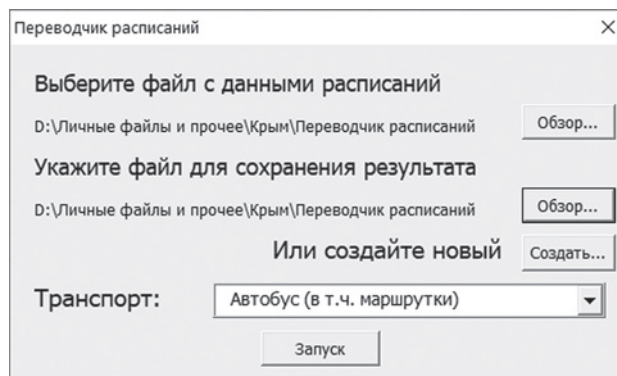 Переводчик расписаний
Выберите файл с данными расписаний
D:\Личные файлы и прочее\Крым\Переводчик расписаний
Обзор...
Укажите файл для сохранения результата
D:\Личные файлы и прочее\Крым\Переводчик расписаний
Обзор...
Или создайте новый
Создать...
Транспорт:
Автобус (в т.ч. маршрутки)
Запуск